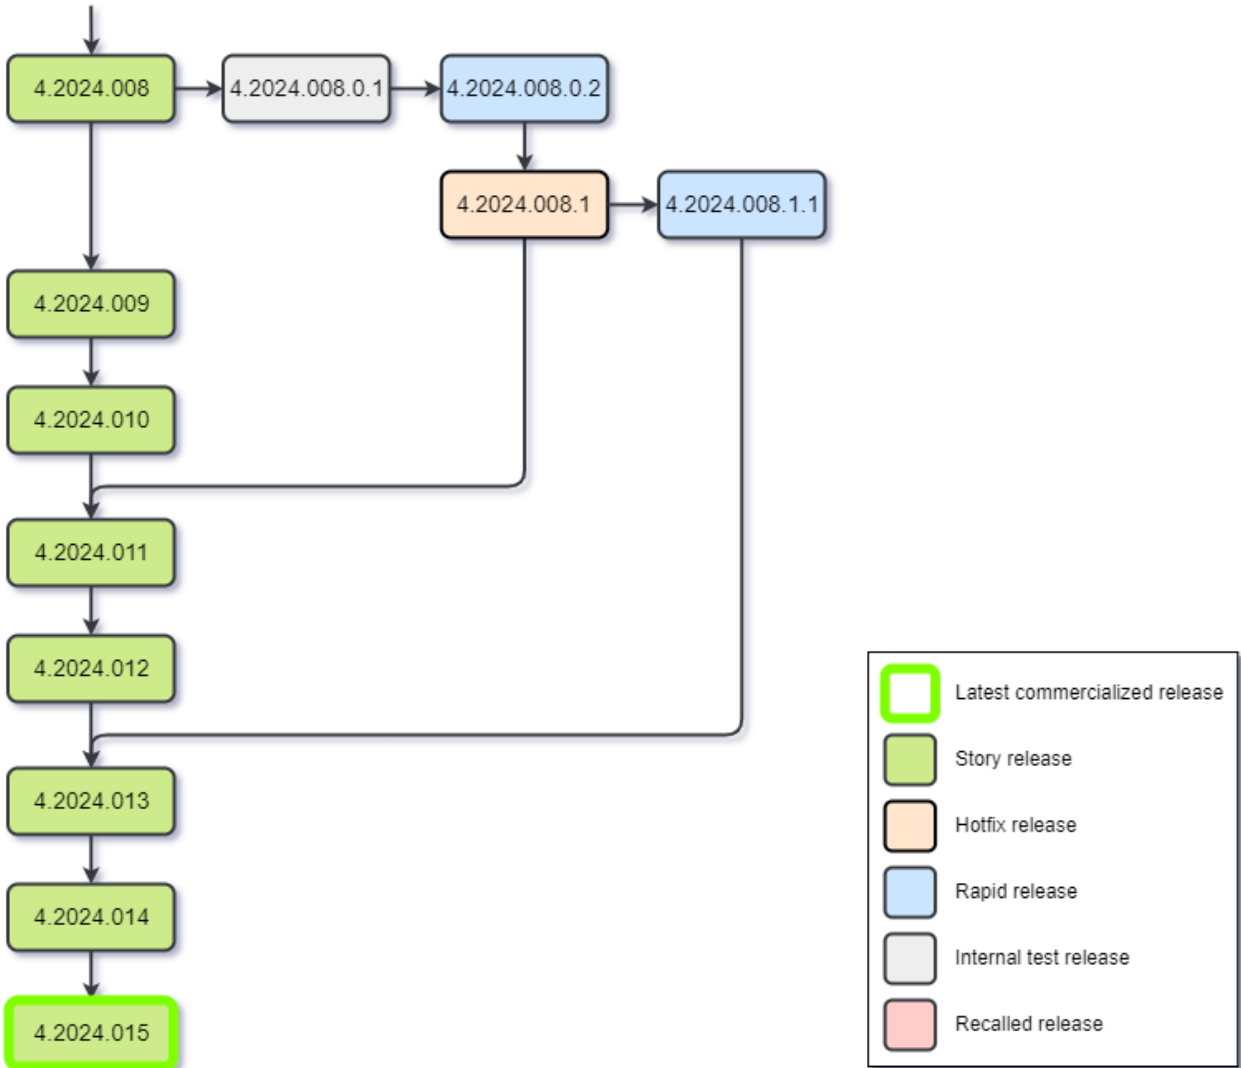 4.2024.008
4.2024.008.0.1
4.2024.008.0.2
4.2024.008.1
4.2024.008.1.1
4.2024.009
4.2024.010
4.2024.011
4.2024.012
4.2024.013
4.2024.014
4.2024.015
Latest commercialized release
Story release
Hotfix release
Rapid release
Internal test release
Recalled release